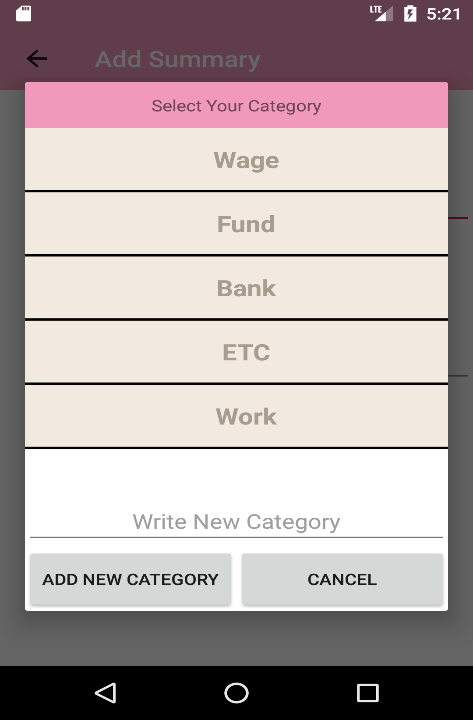 LTE 5:21
Add Summary
Select Your Category
Wage
Fund
Bank
ETC
Work
Write New Category
ADD NEW CATEGORY
CANCEL